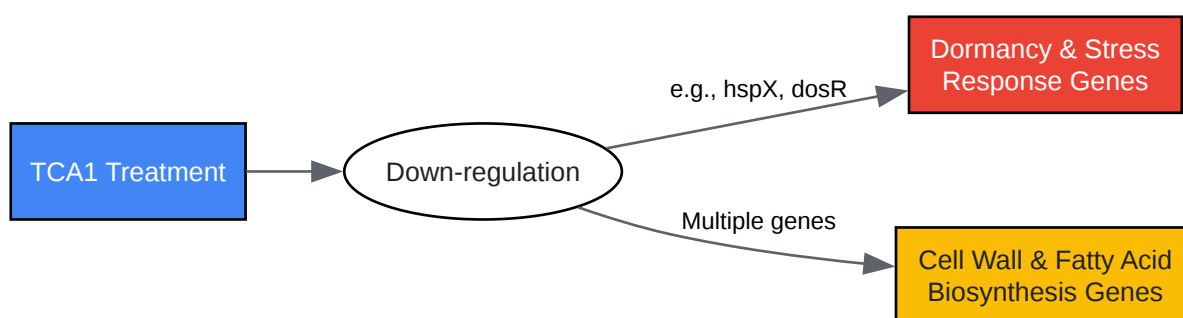 TCA1 Treatment
Down-regulation
e.g., hspX, dosR
Dormancy & Stress
Response Genes
Multiple genes
Cell Wall & Fatty Acid
Biosynthesis Genes